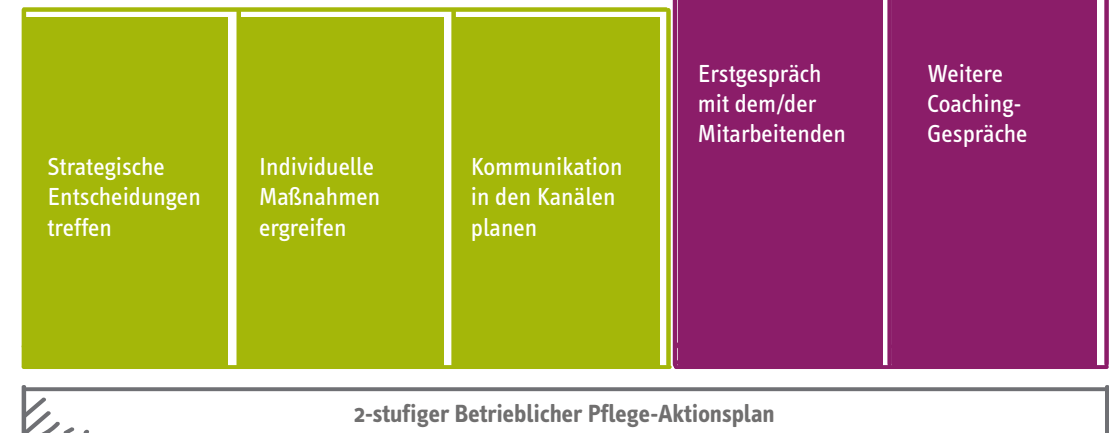 Strategische
Entscheidungen
treffen
Individuelle
Maßnahmen
ergreifen
Kommunikation
in den Kanälen
planen
Erstgespräch
mit dem/der
Mitarbeitenden
Weitere
Coaching-
Gespräche
2-stufiger Betrieblicher Pflege-Aktionsplan